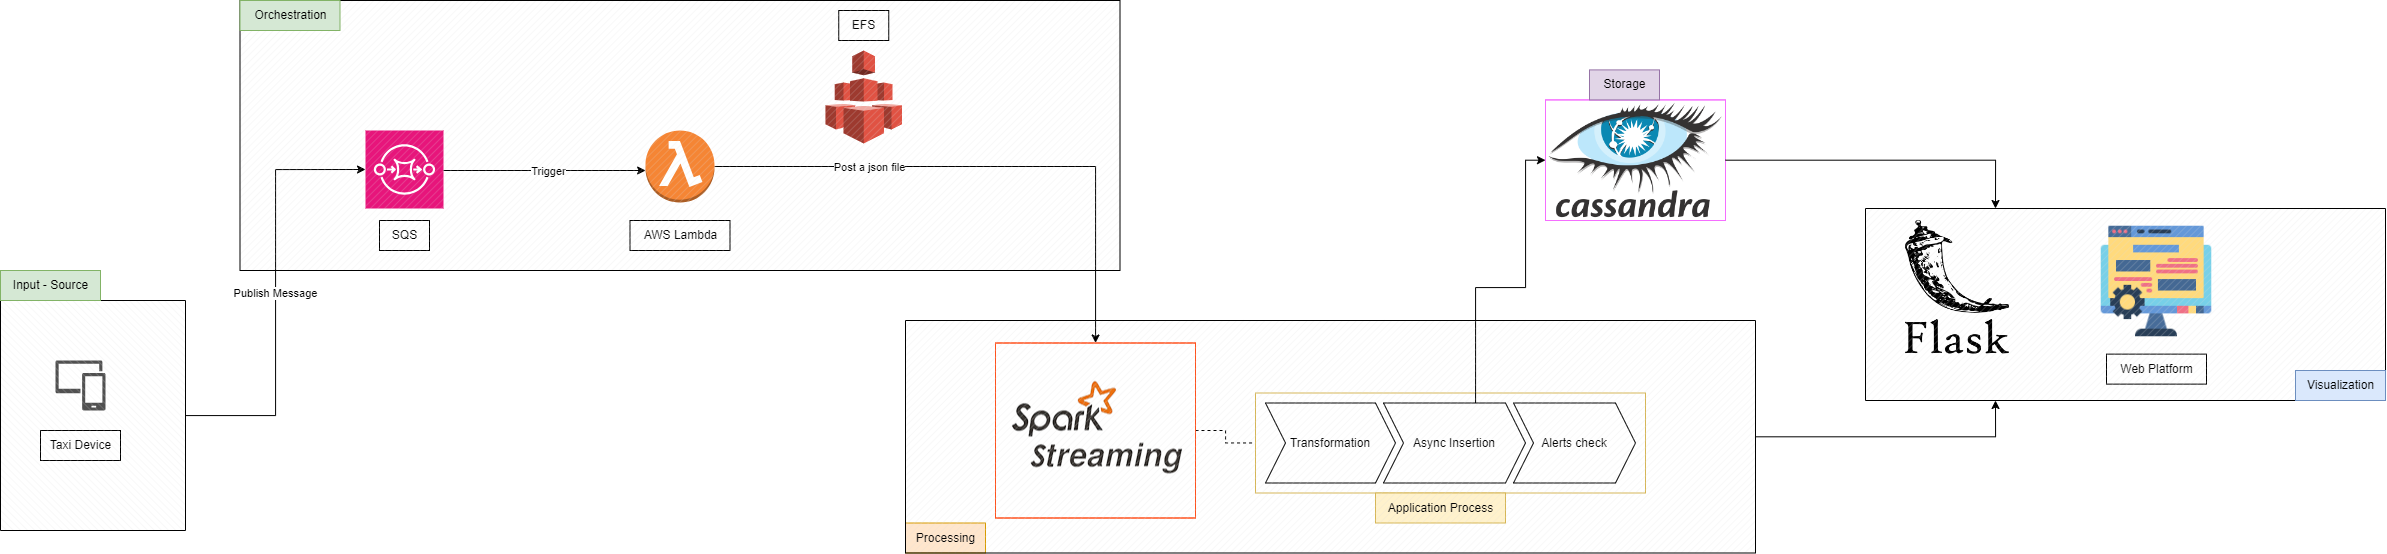 Orchestration
EFS
Post a json file
Trigger
SQS
AWS Lambda
Input - Source
Publish Message
Taxi Device
Storage
cassandra
Flask
Web Platform
Visualization
Spark
Streaming
Transformation
Async Insertion
Alerts check
Application Process
Processing